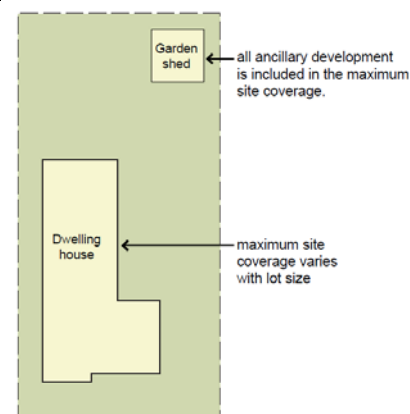 Garden
shed
all ancillary development
is included in the maximum
site coverage.
Dwelling
house
maximum site
coverage varies
with lot size